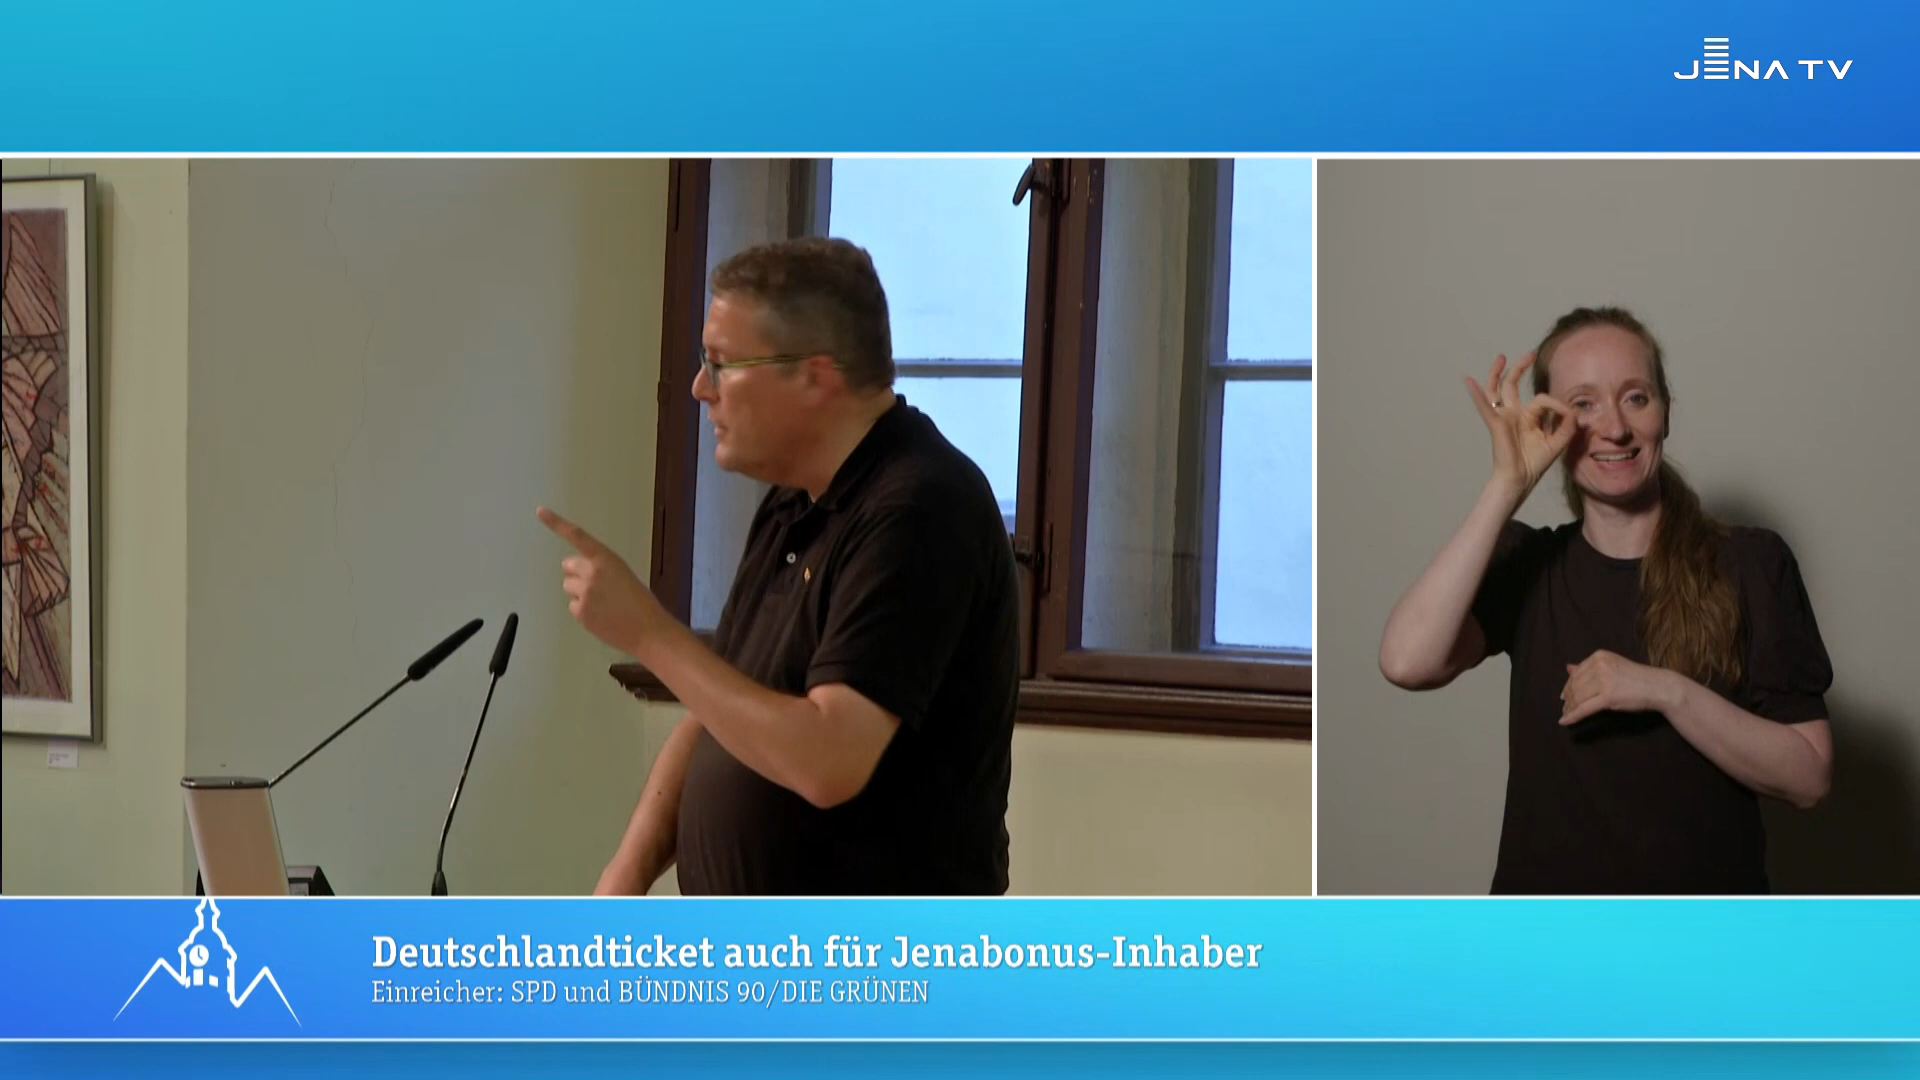 JENA TV
Deutschlandticket auch für Jenabonus-Inhaber
Einreicher: SPD und BÜNDNIS 90/DIE GRÜNEN